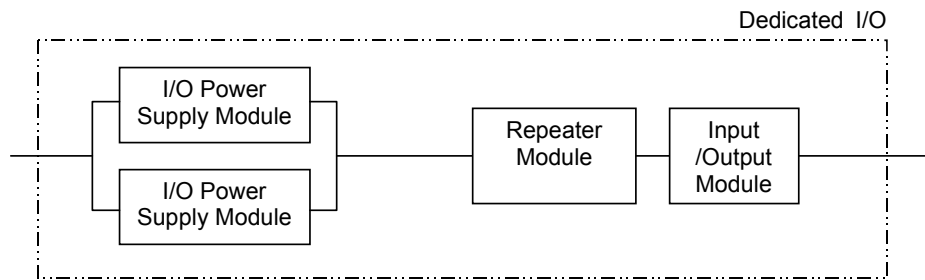 Dedicated I/O
I/O Power
Supply Module
I/O Power
Supply Module
Repeater
Module
Input
/Output
Module